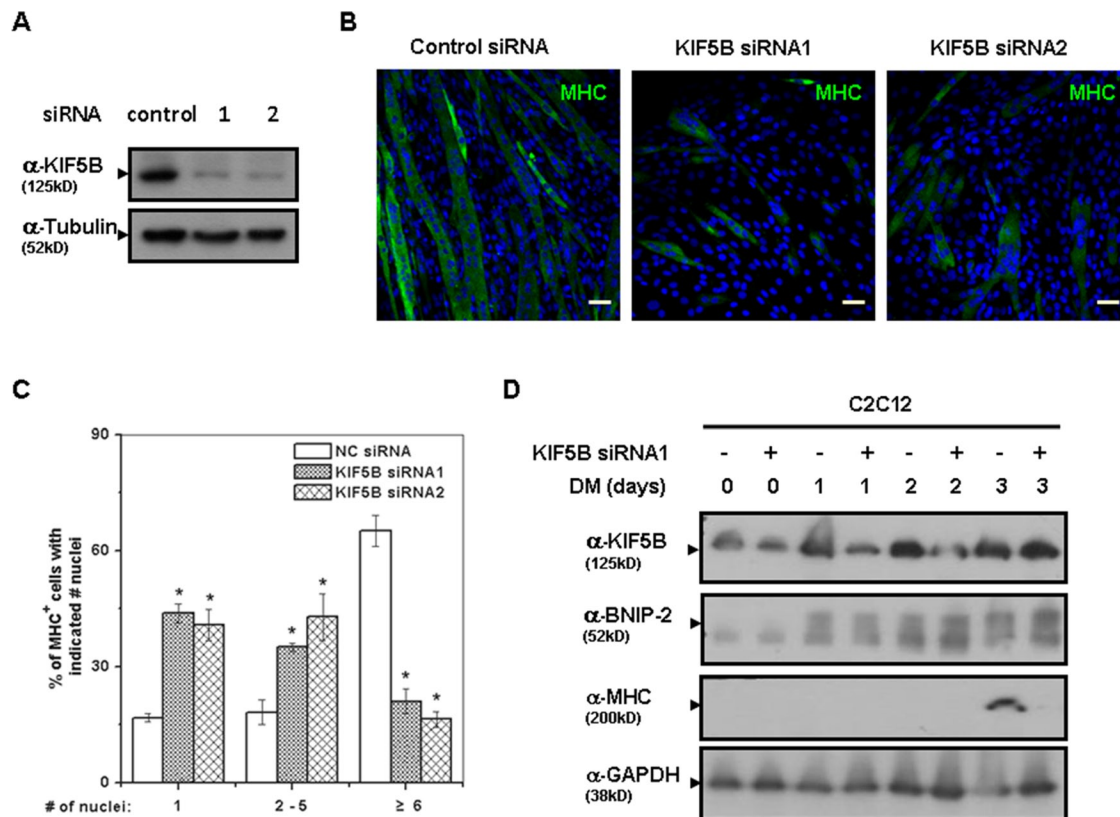 A
siRNA control 1 2
α-KIF5B
(125kD)
α-Tubulin
(52kD)
B
Control siRNA KIF5B siRNA1 KIF5B siRNA2
MHC MHC MHC
C
90
60
30
0
% of MHC+ cells with
indicated # nuclei
NC siRNA
KIF5B siRNA1
KIF5B siRNA2
* * * * * *
# of nuclei: 1 2 - 5 ≥ 6
D
C2C12
KIF5B siRNA1 - + - + - + - +
DM (days) 0 0 1 1 2 2 3 3
α-KIF5B
(125kD)
α-BNIP-2
(52kD)
α-MHC
(200kD)
α-GAPDH
(38kD)